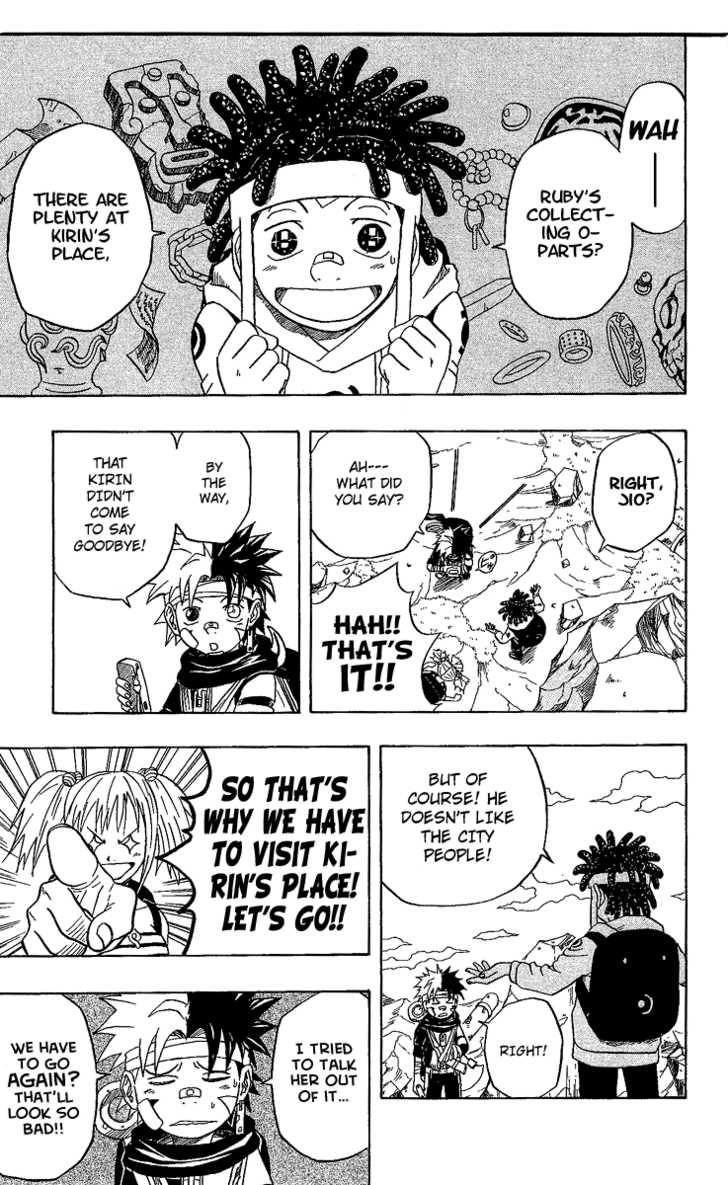 WAH
RUBY'S
COLLECT-
ING O-
PARTS?
THERE ARE
PLENTY AT
KIRIN'S
PLACE,
RIGHT,
JIO?
AH---
WHAT DID
YOU SAY?
HAH!!
THAT'S
IT!!
BY
THE
WAY,
THAT
KIRIN
DIDN'T
COME
TO SAY
GOODBYE!
BUT OF
COURSE! HE
DOESN'T LIKE
THE CITY
PEOPLE!
RIGHT!
SO THAT'S
WHY WE HAVE
TO VISIT KI-
RIN'S PLACE!
LET'S GO!!
I TRIED
TO TALK
HER OUT
OF IT...
WE HAVE
TO GO
AGAIN?
THAT'LL
LOOK SO
BAD!!